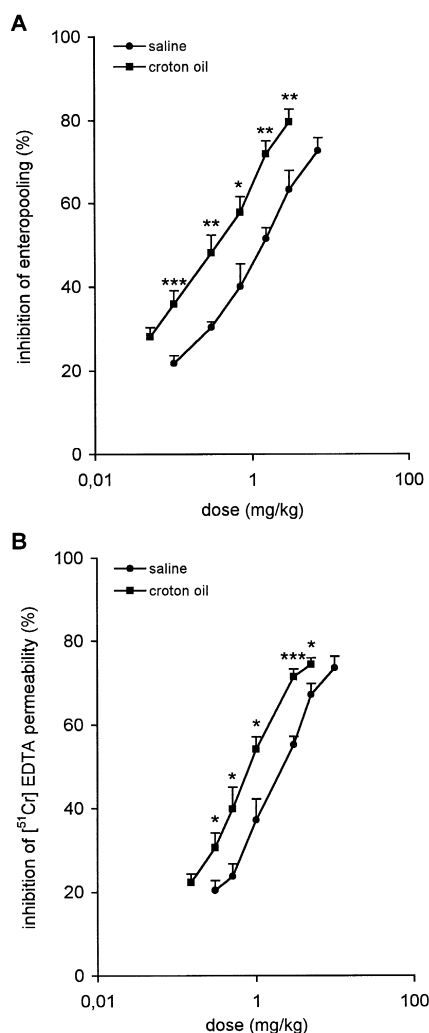 A
100
saline
croton oil
80
60
40
20
0
**
**
*
**
***
inhibition of enteropooling (%)
0,01
1
100
dose (mg/kg)
B
100
saline
croton oil
80
60
40
20
0
*
***
*
*
*
inhibition of [⁵¹Cr] EDTA permeability (%)
0,01
1
100
dose (mg/kg)